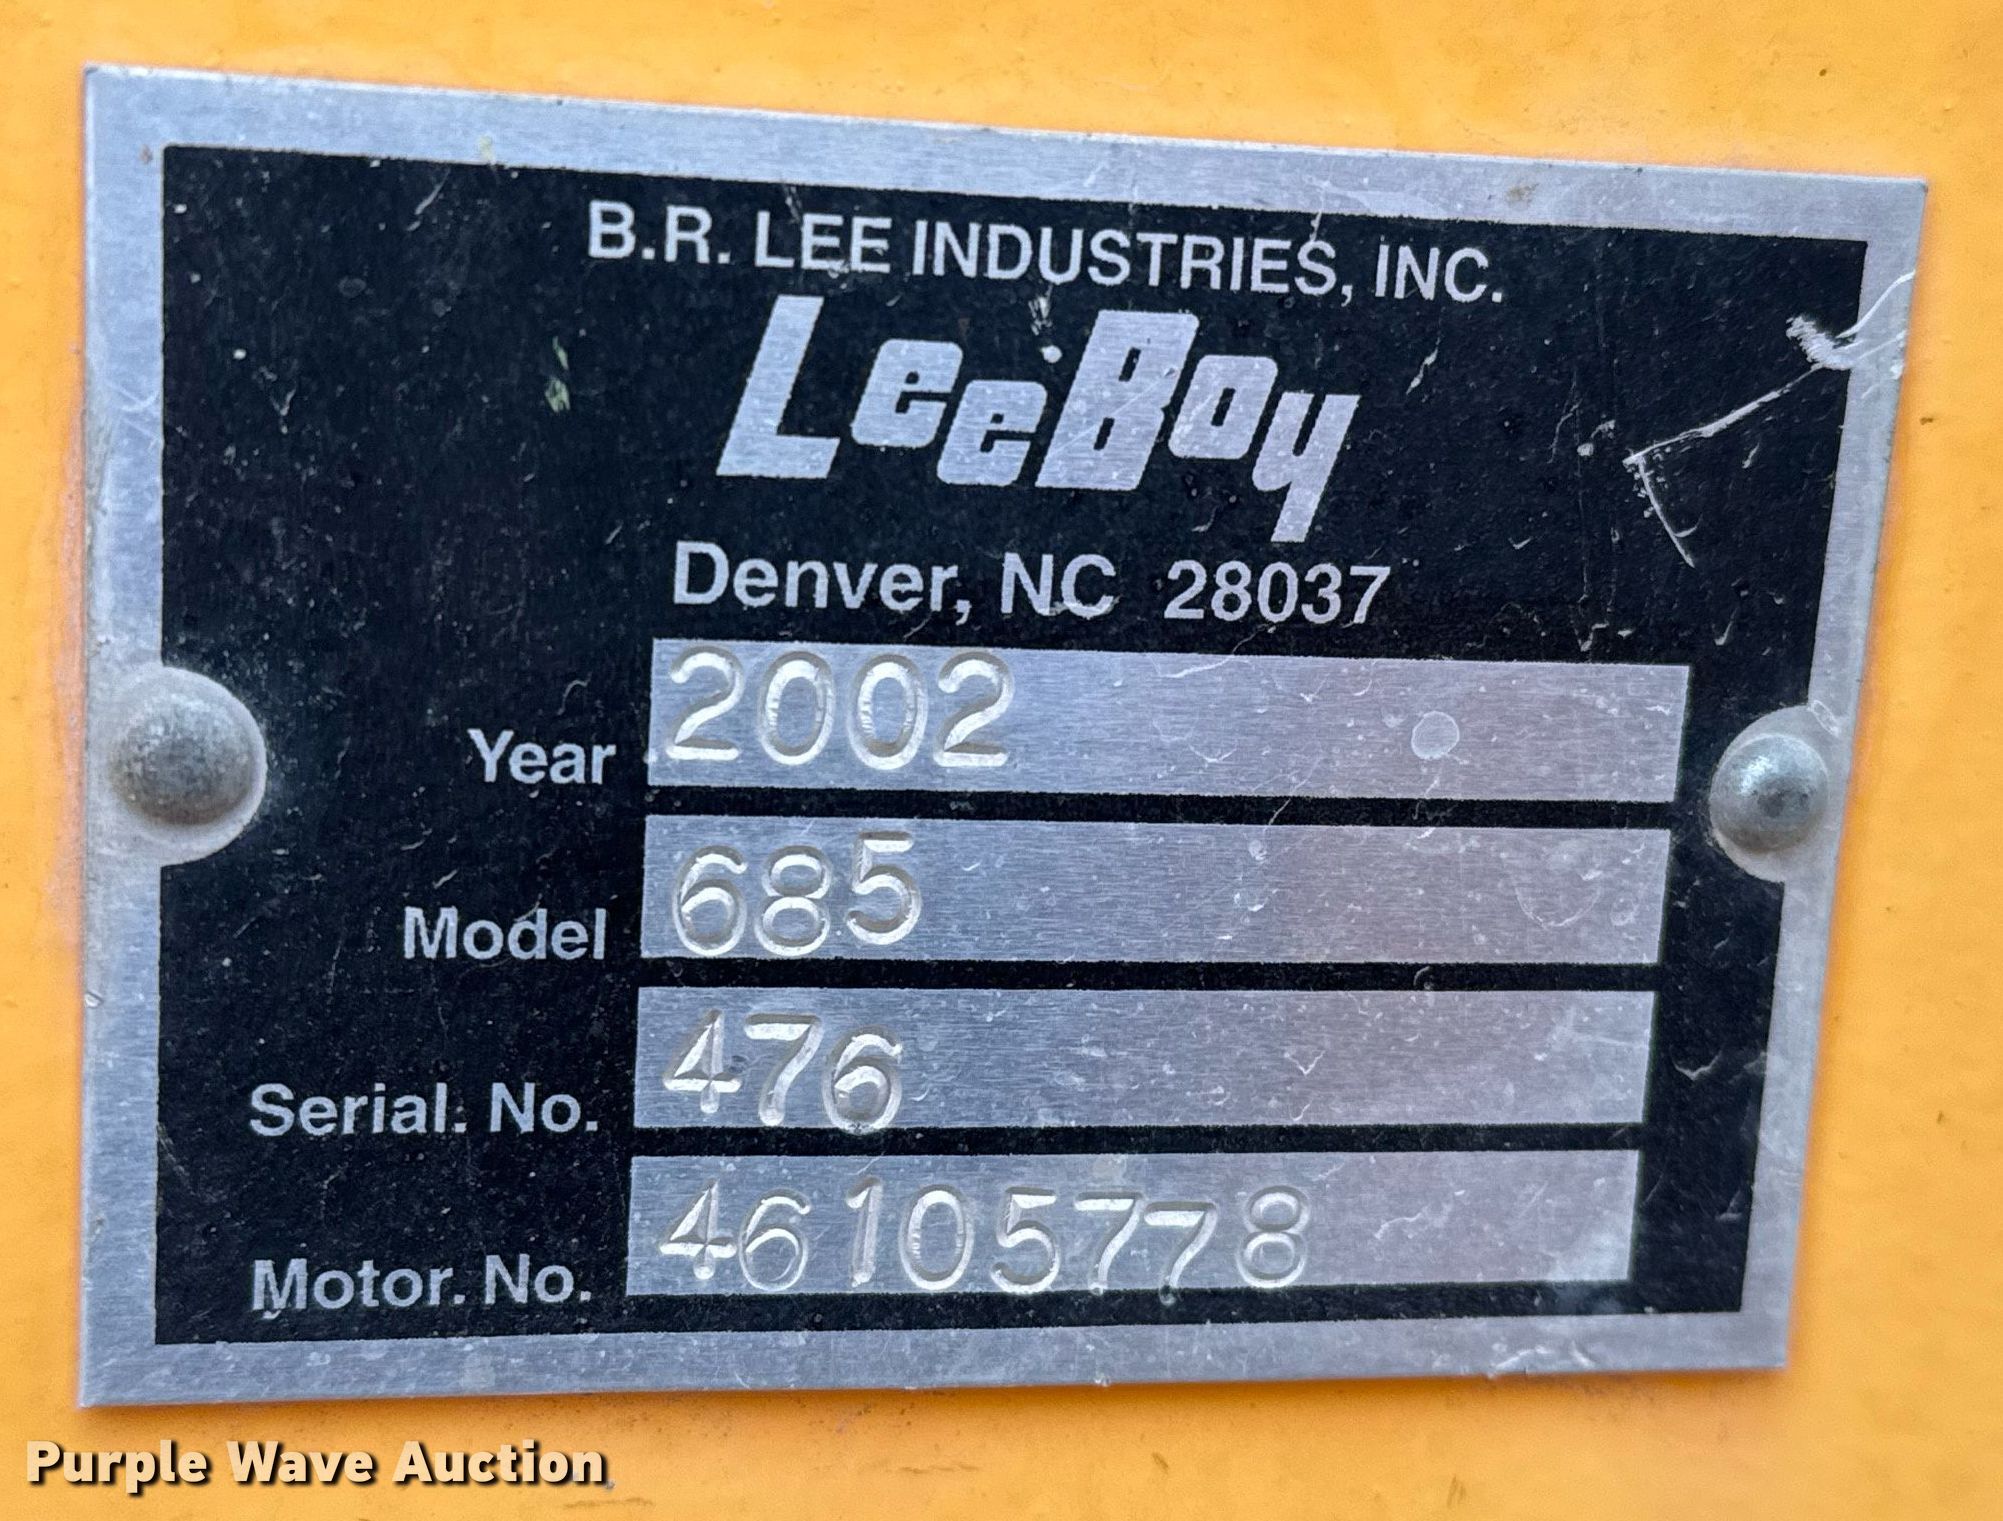 B.R. LEE INDUSTRIES, INC.
LeeBoy
Denver, NC 28037
Year 2002
Model 685
Serial. No. 476
Motor. No. 46105778
Purple Wave Auction